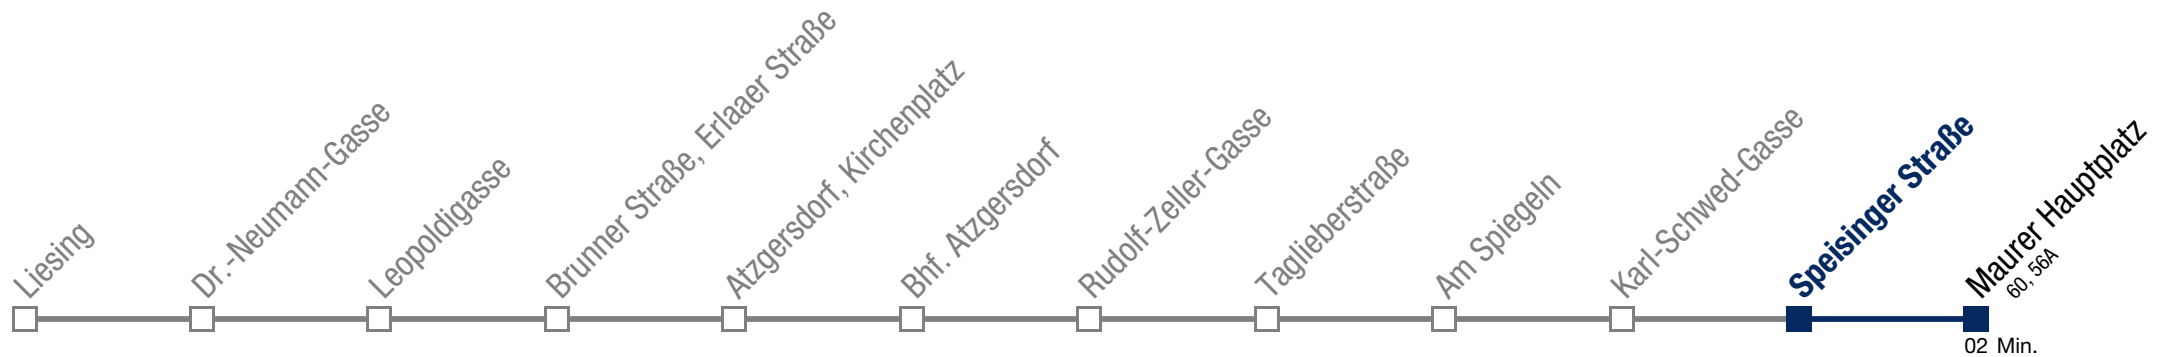 Liesing
Dr.-Neumann-Gasse
Leopoldigasse
Brunner Straße, Erlaaer Straße
Atzgersdorf, Kirchenplatz
Bhf. Atzgersdorf
Rudolf-Zeller-Gasse
Taglieberstraße
Am Spiegeln
Karl-Schwed-Gasse
Speisinger Straße
Maurer Hauptplatz
60, 56A
02 Min.